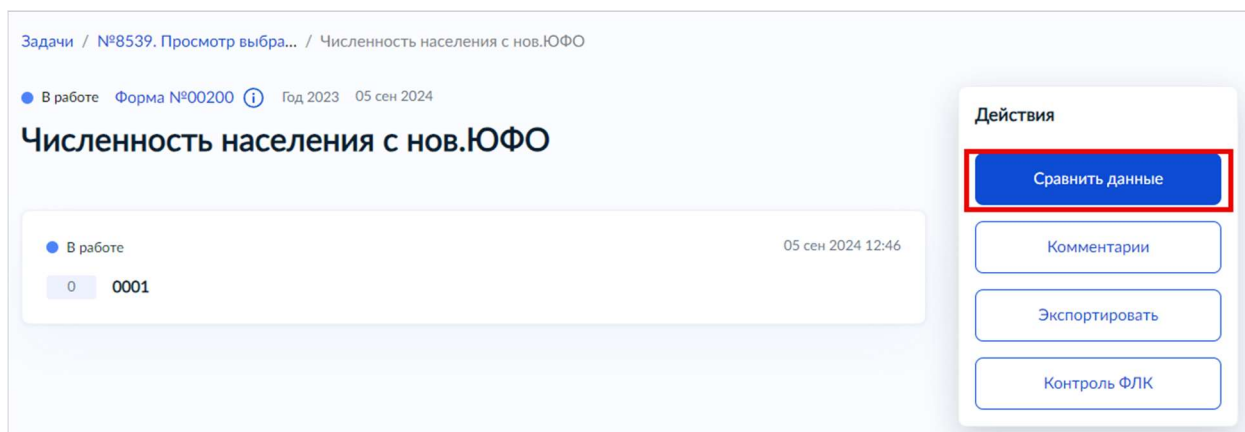 Задачи / №8539. Просмотр выбра... / Численность населения с нов.ЮФО
В работе Форма №00200 i Год 2023 05 сен 2024
Численность населения с нов.ЮФО
В работе 05 сен 2024 12:46
0 0001
Действия
Сравнить данные
Комментарии
Экспортировать
Контроль ФЛК